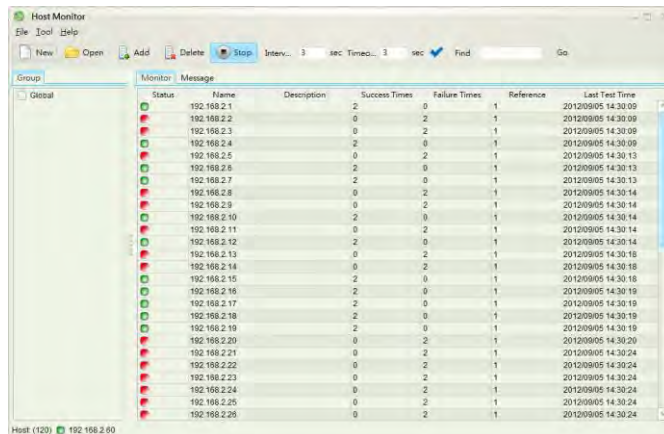 Host Monitor
File Tool Help
New Open Add Delete Stop Interv... 3 sec Timeo... 3 sec Find Go
Group Monitor Message
Global
Status Name Description Success Times Failure Times Reference Last Test Time
192.168.2.1 2 0 1 2012/09/05 14:30:09
192.168.2.2 0 2 1 2012/09/05 14:30:09
192.168.2.3 0 2 1 2012/09/05 14:30:09
192.168.2.4 2 0 1 2012/09/05 14:30:09
192.168.2.5 0 2 1 2012/09/05 14:30:13
192.168.2.6 2 0 1 2012/09/05 14:30:13
192.168.2.7 2 0 1 2012/09/05 14:30:13
192.168.2.8 0 2 1 2012/09/05 14:30:14
192.168.2.9 0 2 1 2012/09/05 14:30:14
192.168.2.10 2 0 1 2012/09/05 14:30:14
192.168.2.11 0 2 1 2012/09/05 14:30:14
192.168.2.12 2 0 1 2012/09/05 14:30:14
192.168.2.13 0 2 1 2012/09/05 14:30:18
192.168.2.14 0 2 1 2012/09/05 14:30:18
192.168.2.15 2 0 1 2012/09/05 14:30:18
192.168.2.16 2 0 1 2012/09/05 14:30:19
192.168.2.17 2 0 1 2012/09/05 14:30:19
192.168.2.18 2 0 1 2012/09/05 14:30:19
192.168.2.19 2 0 1 2012/09/05 14:30:19
192.168.2.20 0 2 1 2012/09/05 14:30:20
192.168.2.21 0 2 1 2012/09/05 14:30:24
192.168.2.22 0 2 1 2012/09/05 14:30:24
192.168.2.23 0 2 1 2012/09/05 14:30:24
192.168.2.24 0 2 1 2012/09/05 14:30:24
192.168.2.25 0 2 1 2012/09/05 14:30:24
192.168.2.26 0 2 1 2012/09/05 14:30:24
Host (120) 192.168.2.60